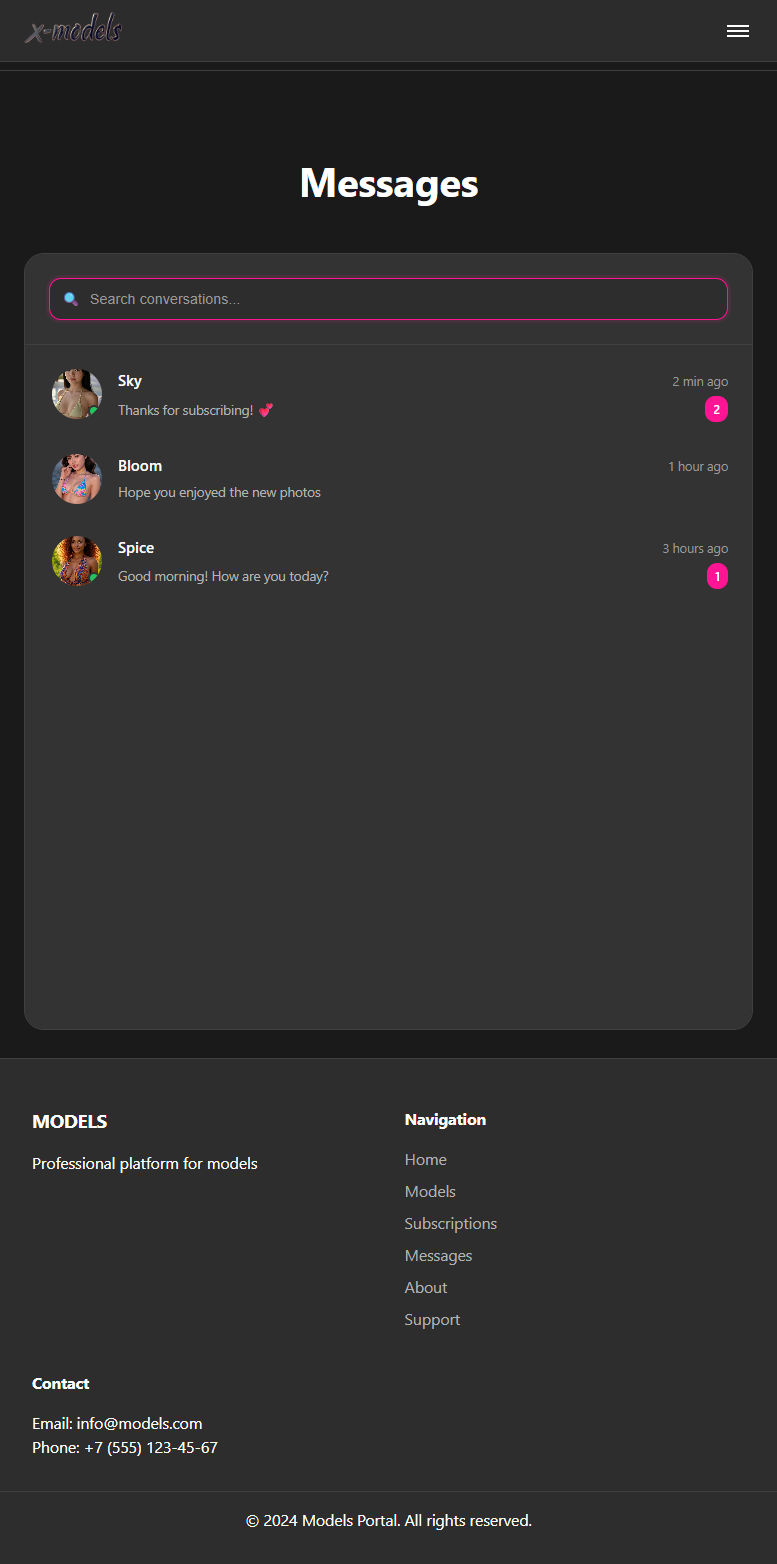 x-models
Messages
Search conversations...
Sky
2 min ago
Thanks for subscribing! 💕
2
Bloom
1 hour ago
Hope you enjoyed the new photos
Spice
3 hours ago
Good morning! How are you today?
1
MODELS
Professional platform for models
Navigation
Home
Models
Subscriptions
Messages
About
Support
Contact
Email: info@models.com
Phone: +7 (555) 123-45-67
© 2024 Models Portal. All rights reserved.